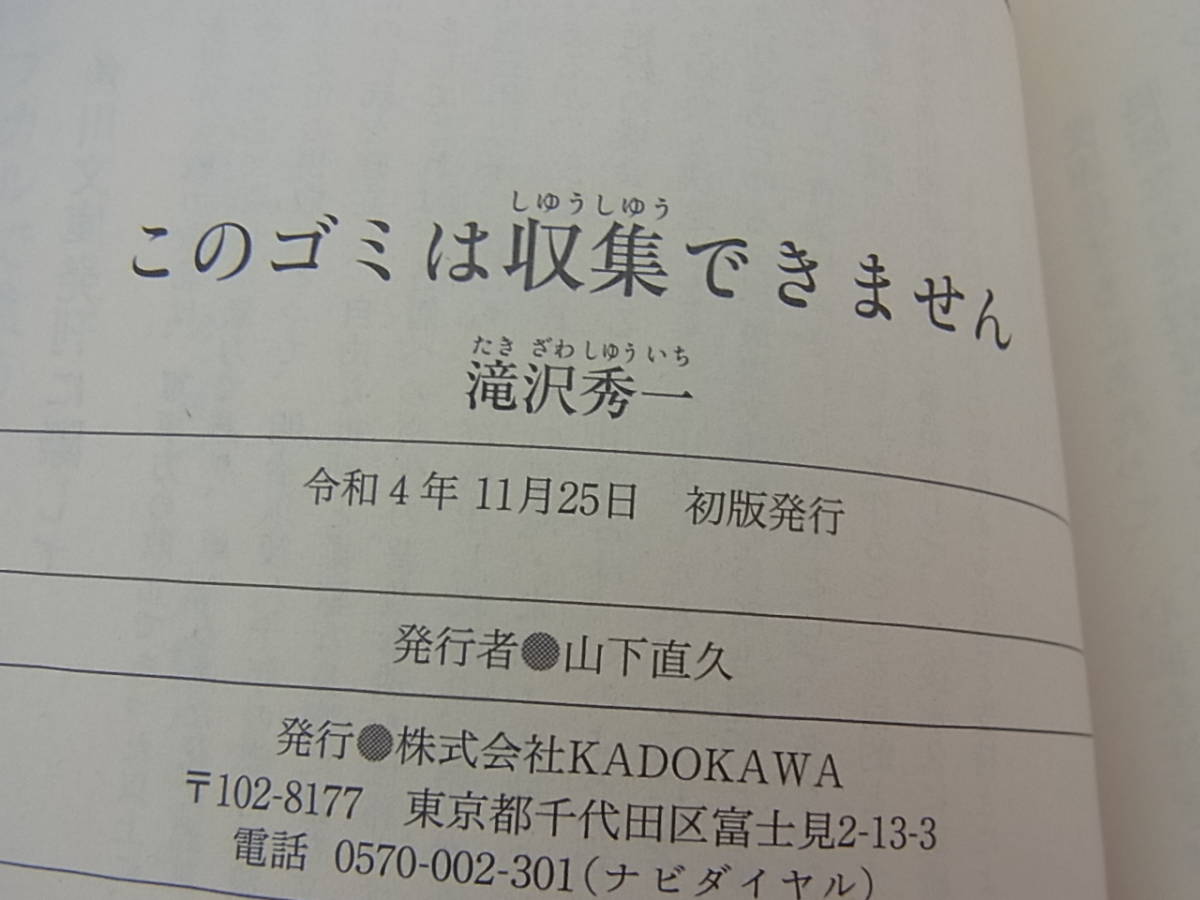 しゆうしゆう
このゴミは収集できません
たき ざわ しゆう いち
滝沢秀一
令和4年 11月25日 初版発行
発行者●山下直久
発行●株式会社KADOKAWA
〒102-8177 東京都千代田区富士見2-13-3
電話 0570-002-301(ナビダイヤル)